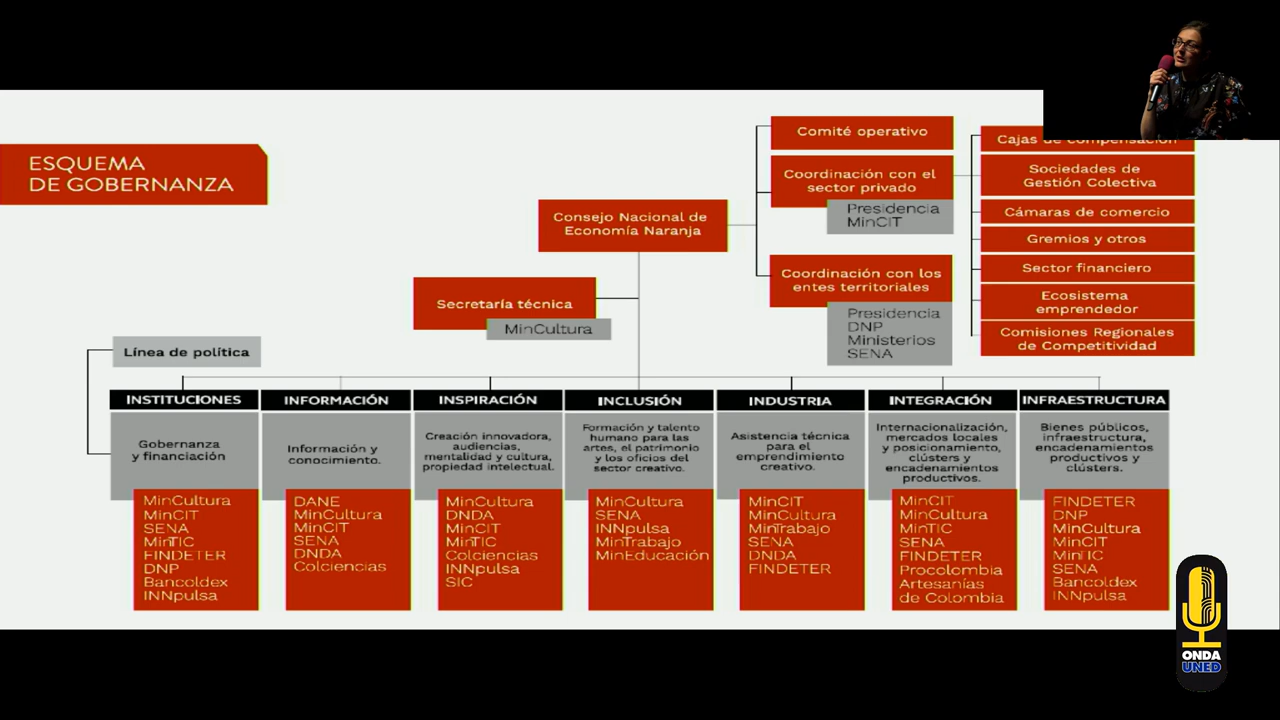 ESQUEMA
DE GOBERNANZA
Consejo Nacional de
Economía Naranja
Secretaría técnica
MinCultura
Comité operativo
Coordinación con el
sector privado
Presidencia
MinCIT
Coordinación con los
entes territoriales
Presidencia
DNP
Ministerios
SENA
Cajas de compensación
Sociedades de
Gestión Colectiva
Cámaras de comercio
Gremios y otros
Sector financiero
Ecosistema
emprendedor
Comisiones Regionales
de Competitividad
Línea de política
INSTITUCIONES
Gobernanza
y financiación
MinCultura
MinCIT
SENA
MinTIC
FINDETER
DNP
Bancoldex
INNpulsa
INFORMACIÓN
Información y
conocimiento.
DANE
MinCultura
MinCIT
SENA
DNDA
Colciencias
INSPIRACIÓN
Creación innovadora,
audiencias,
mentalidad y cultura,
propiedad intelectual.
MinCultura
DNDA
MinCIT
MinTIC
Colciencias
INNpulsa
SIC
INCLUSIÓN
Formación y talento
humano para las
artes, el patrimonio
y los oficios del
sector creativo.
MinCultura
SENA
INNpulsa
MinTrabajo
MinEducación
INDUSTRIA
Asistencia técnica
para el
emprendimiento
creativo.
MinCIT
MinCultura
MinTrabajo
SENA
DNDA
FINDETER
INTEGRACIÓN
Internacionalización,
mercados locales
y posicionamiento,
clústers y
encadenamientos
productivos.
MinCIT
MinCultura
MinTIC
SENA
FINDETER
Procolombia
Artesanías
de Colombia
INFRAESTRUCTURA
Bienes públicos,
infraestructura,
encadenamientos
productivos y
clústers.
FINDETER
DNP
MinCultura
MinCIT
MinTIC
SENA
Bancoldex
INNpulsa
ONDA
UNED